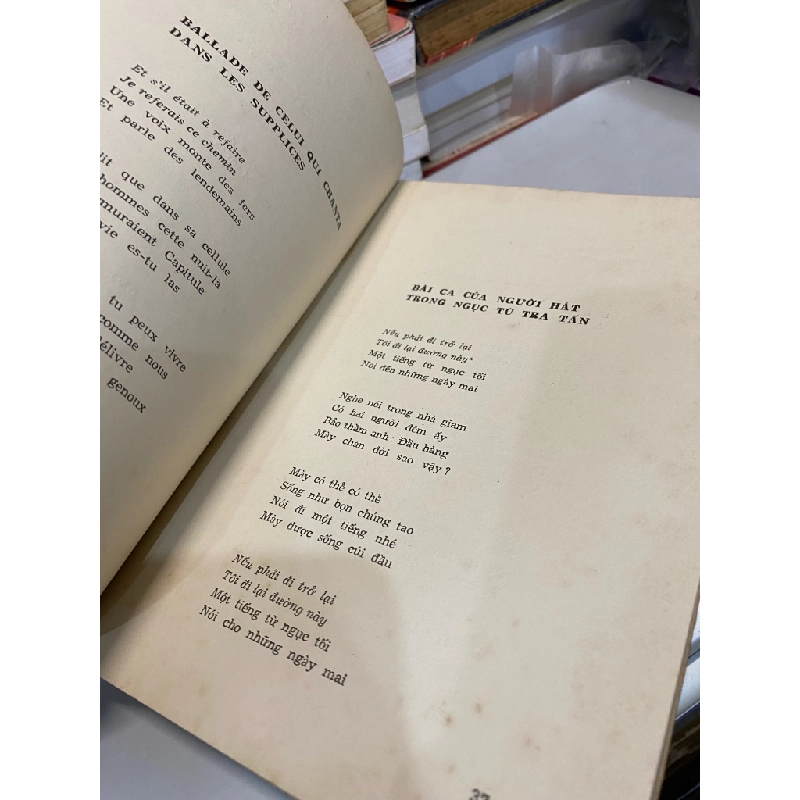 BALLADE DE CELUI QUI CHANTA
DANS LES SUPPLICES
Et s'il était à refaire
Je referais ce chemin
Une voix monte des fers
Et parle des lendemains
dit que dans sa cellule
hommes cette nuit-là
muraient Capitule
vie es-tu las
tu peux vivre
comme nous
délivre
genoux
BÀI CA CỦA NGƯỜI HÁT
TRONG NGỤC TÙ TRA TẤN
Nếu phải đi trở lại
Tôi đi lại đường này
Một tiếng từ ngục tối
Nói đến những ngày mai
Nghe nói trong nhà giam
Có hai người đêm ấy
Bảo thầm anh Đầu hàng
Mày chán đời sao vậy ?
Mày có thể có thể
Sống như bọn chúng tao
Nói đi một tiếng nhé
Mày được sống cúi đầu
Nếu phải đi trở lại
Tôi đi lại đường này
Một tiếng từ ngục tối
Nói cho những ngày mai
37